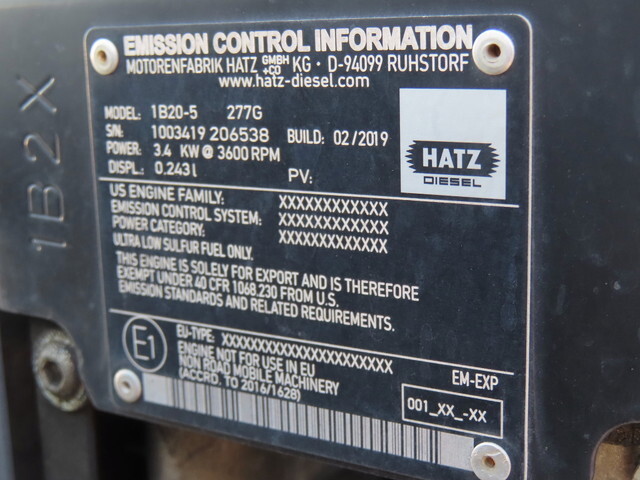 EMISSION CONTROL INFORMATION
MOTORENFABRIK HATZ GMBH +CO KG · D-94099 RUHSTORF
www.hatz-diesel.com
MODEL: 1B20-5 277G
S/N: 1003419 206538 BUILD: 02/2019
POWER: 3.4 KW @ 3600 RPM
DISPL.: 0.243 l PV:
HATZ
DIESEL
US ENGINE FAMILY: XXXXXXXXXXXX
EMISSION CONTROL SYSTEM: XXXXXXXXXXXX
POWER CATEGORY: XXXXXXXXXXXX
ULTRA LOW SULFUR FUEL ONLY.
THIS ENGINE IS SOLELY FOR EXPORT AND IS THEREFORE
EXEMPT UNDER 40 CFR 1068.230 FROM U.S.
EMISSION STANDARDS AND RELATED REQUIREMENTS.
E1
EU-TYPE: XXXXXXXXXXXXXXXXXXXXXXX
ENGINE NOT FOR USE IN EU
NON ROAD MOBILE MACHINERY
(ACCRD. TO 2016/1628)
EM-EXP
001_XX_-XX
1B2X